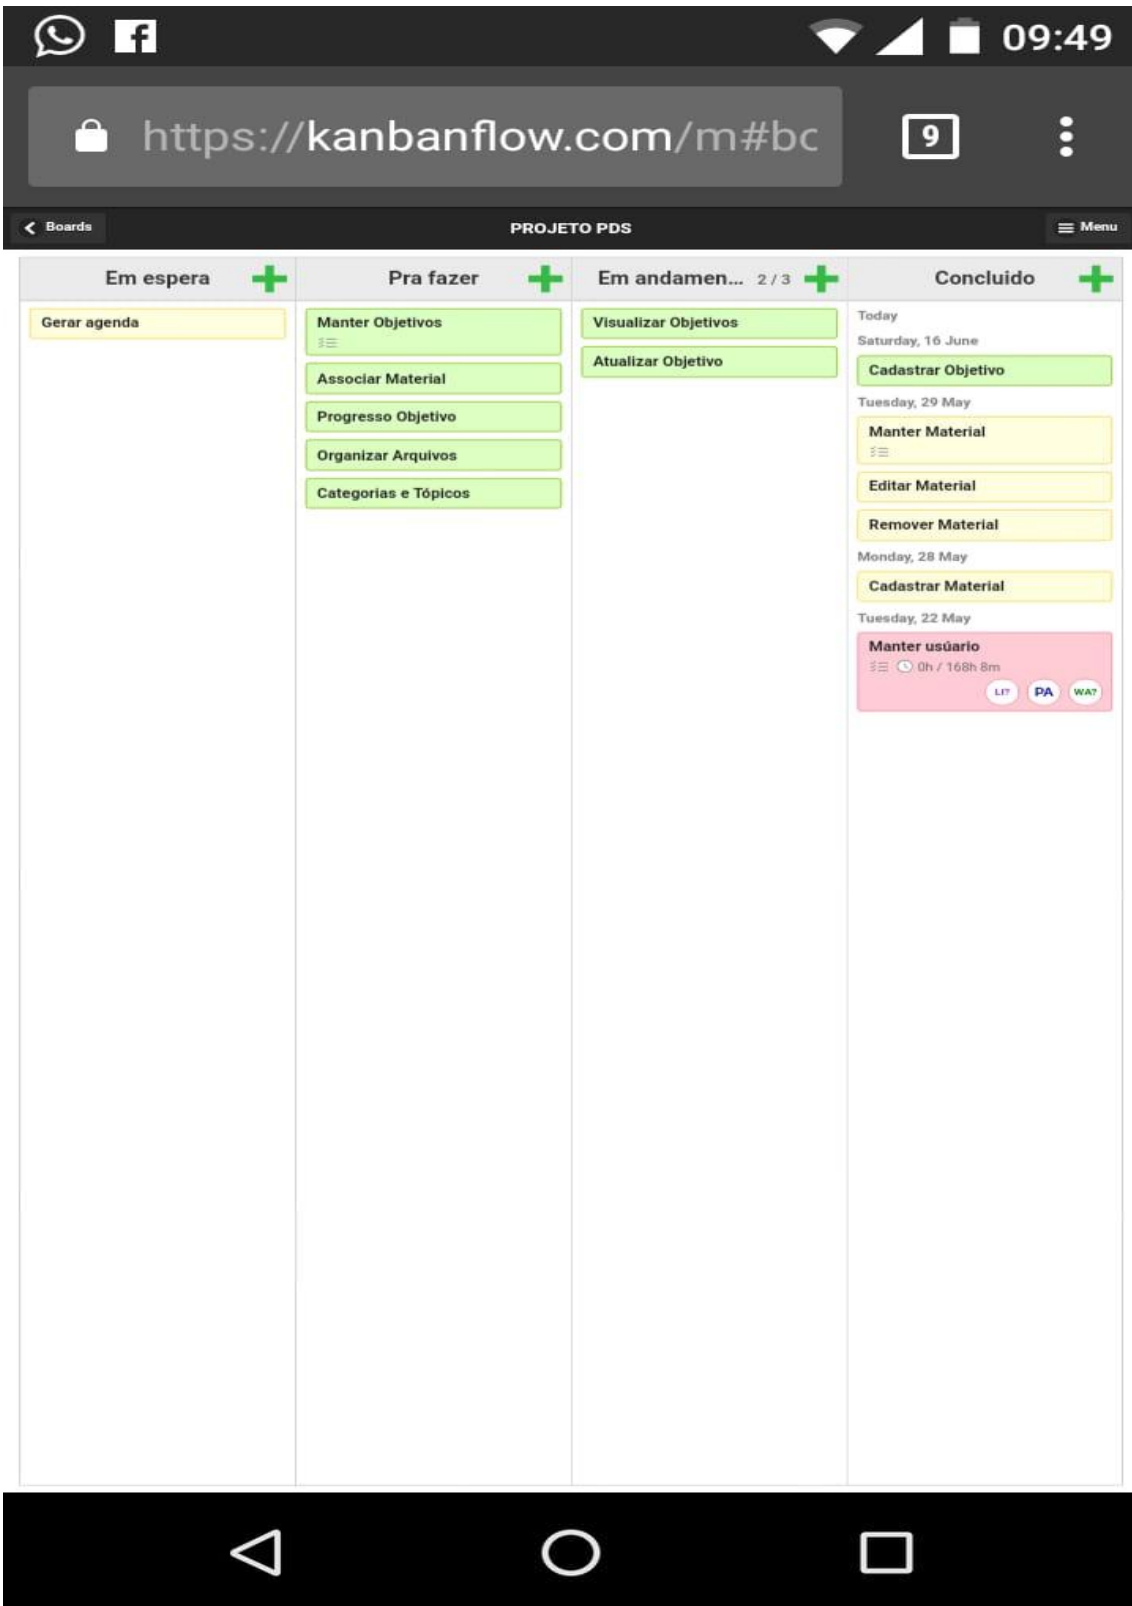 09:49
https://kanbanflow.com/m#bc
9
Boards
PROJETO PDS
Menu
Em espera
Gerar agenda
Pra fazer
Manter Objetivos
Associar Material
Progresso Objetivo
Organizar Arquivos
Categorias e Tópicos
Em andamen... 2 / 3
Visualizar Objetivos
Atualizar Objetivo
Concluido
Today
Saturday, 16 June
Cadastrar Objetivo
Tuesday, 29 May
Manter Material
Editar Material
Remover Material
Monday, 28 May
Cadastrar Material
Tuesday, 22 May
Manter usúario
0h / 168h 8m
LI? PA WA?